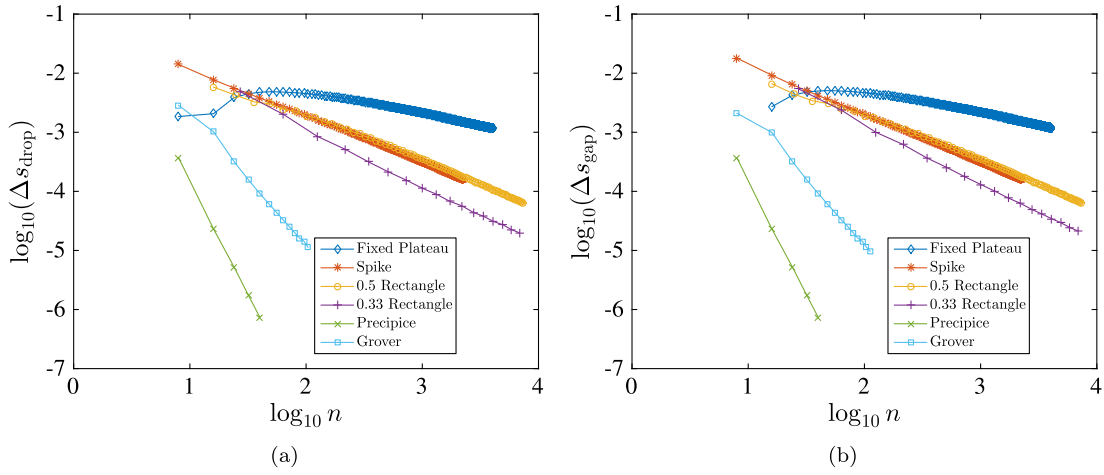 log₁₀(Δs_drop)
-1
-2
-3
-4
-5
-6
-7
0 1 2 3 4
log₁₀ n
Fixed Plateau
Spike
0.5 Rectangle
0.33 Rectangle
Precipice
Grover
(a)
log₁₀(Δs_gap)
-1
-2
-3
-4
-5
-6
-7
0 1 2 3 4
log₁₀ n
Fixed Plateau
Spike
0.5 Rectangle
0.33 Rectangle
Precipice
Grover
(b)